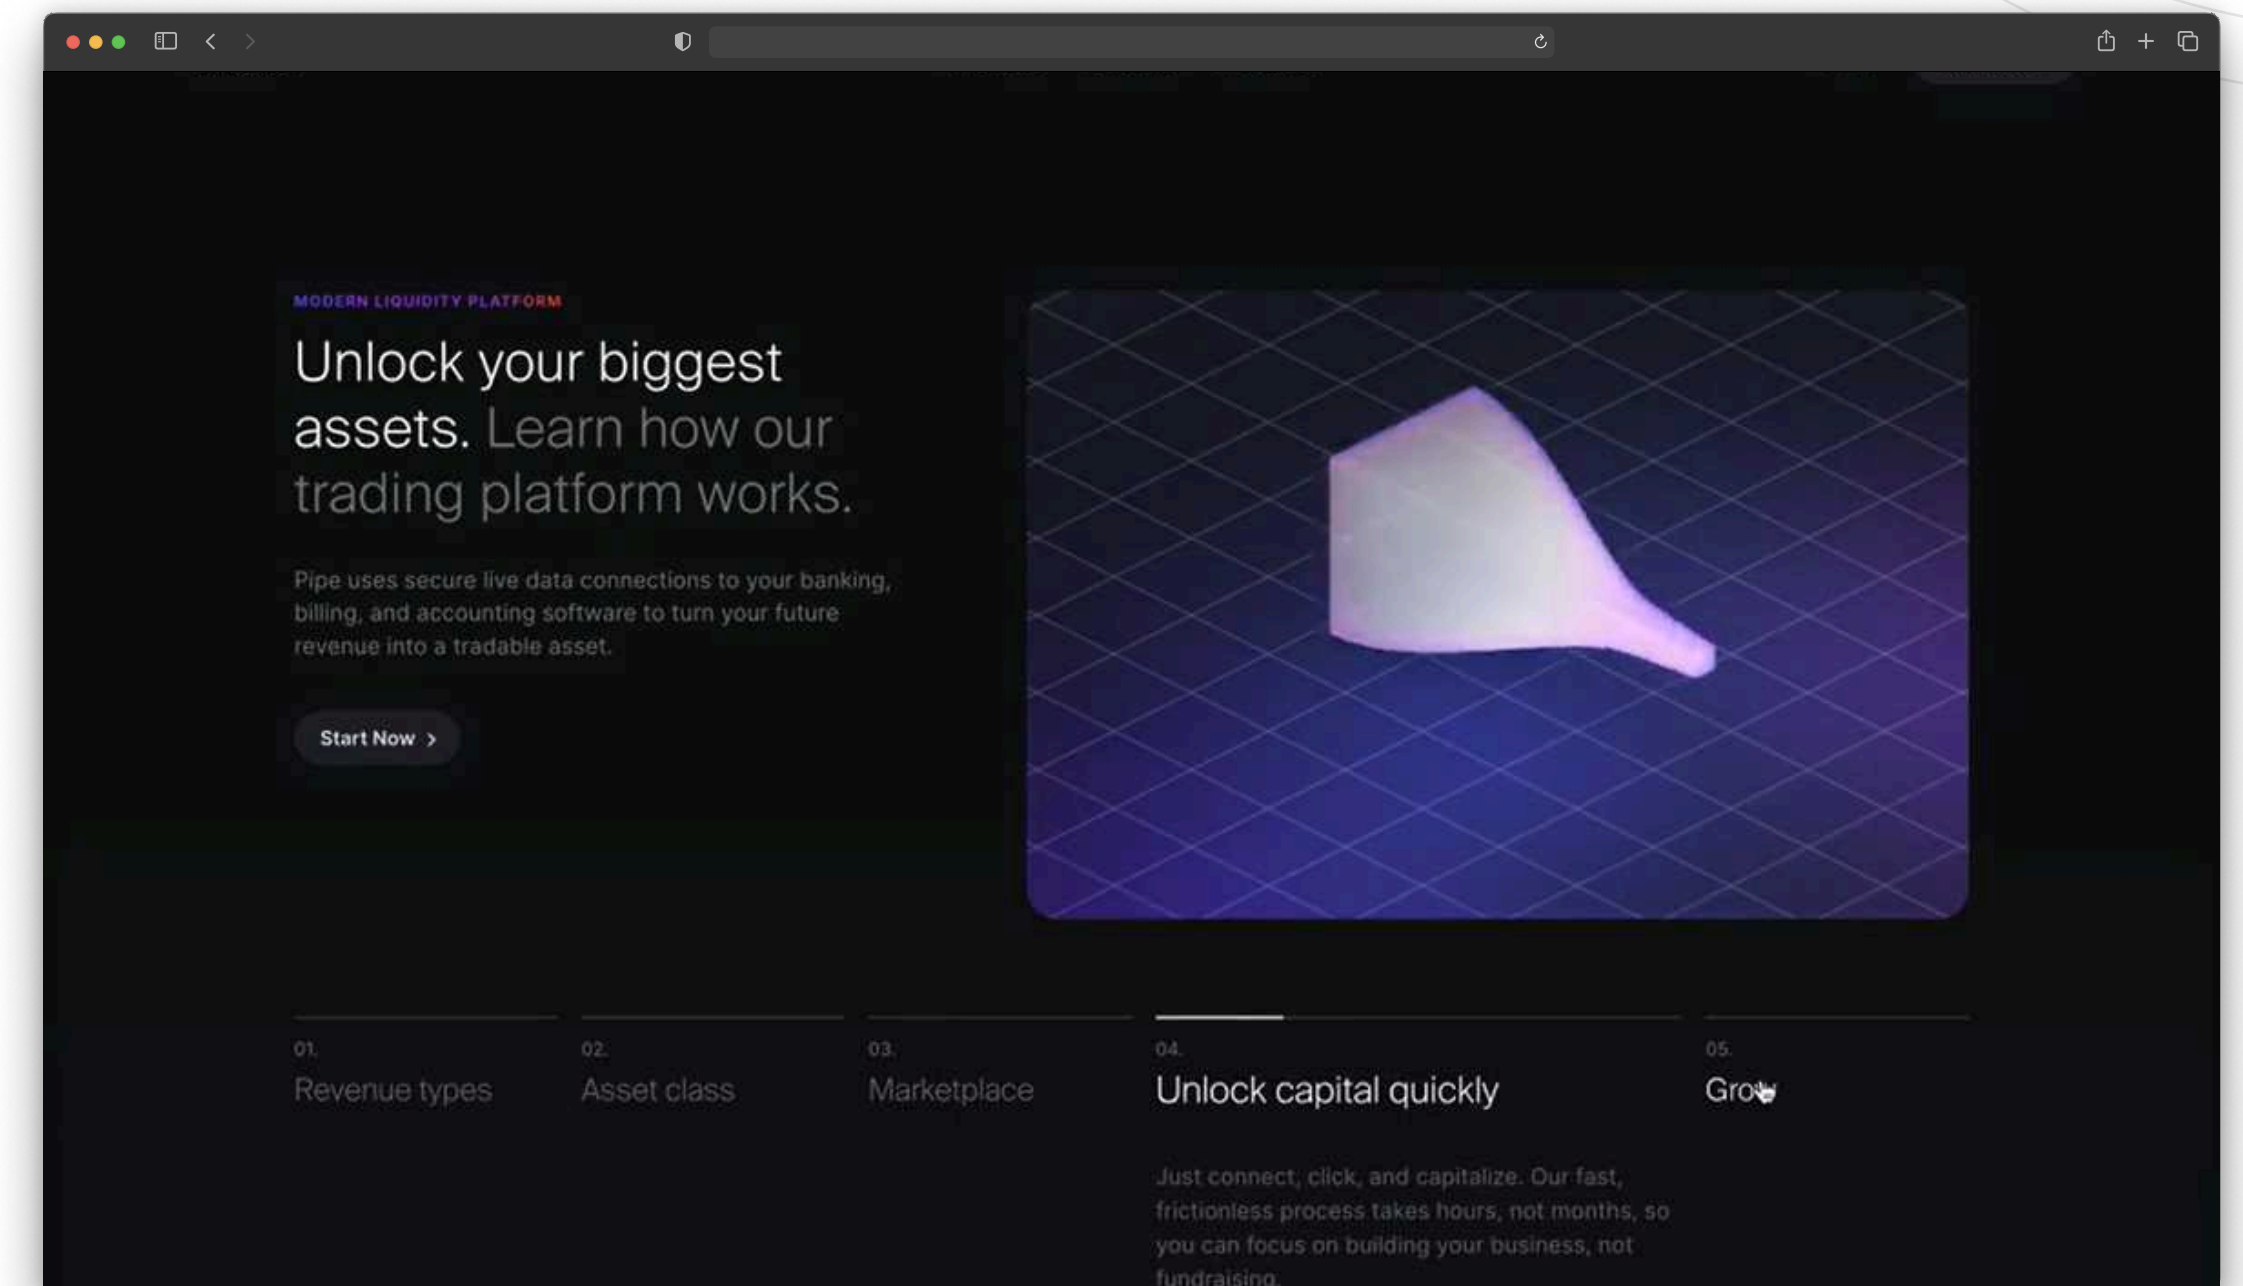 MODERN LIQUIDITY PLATFORM
Unlock your biggest
assets. Learn how our
trading platform works.
Pipe uses secure live data connections to your banking,
billing, and accounting software to turn your future
revenue into a tradable asset.
Start Now
01.
Revenue types
02.
Asset class
03.
Marketplace
04.
Unlock capital quickly
Just connect, click, and capitalize. Our fast,
frictionless process takes hours, not months, so
you can focus on building your business, not
fundraising.
05.
Grow